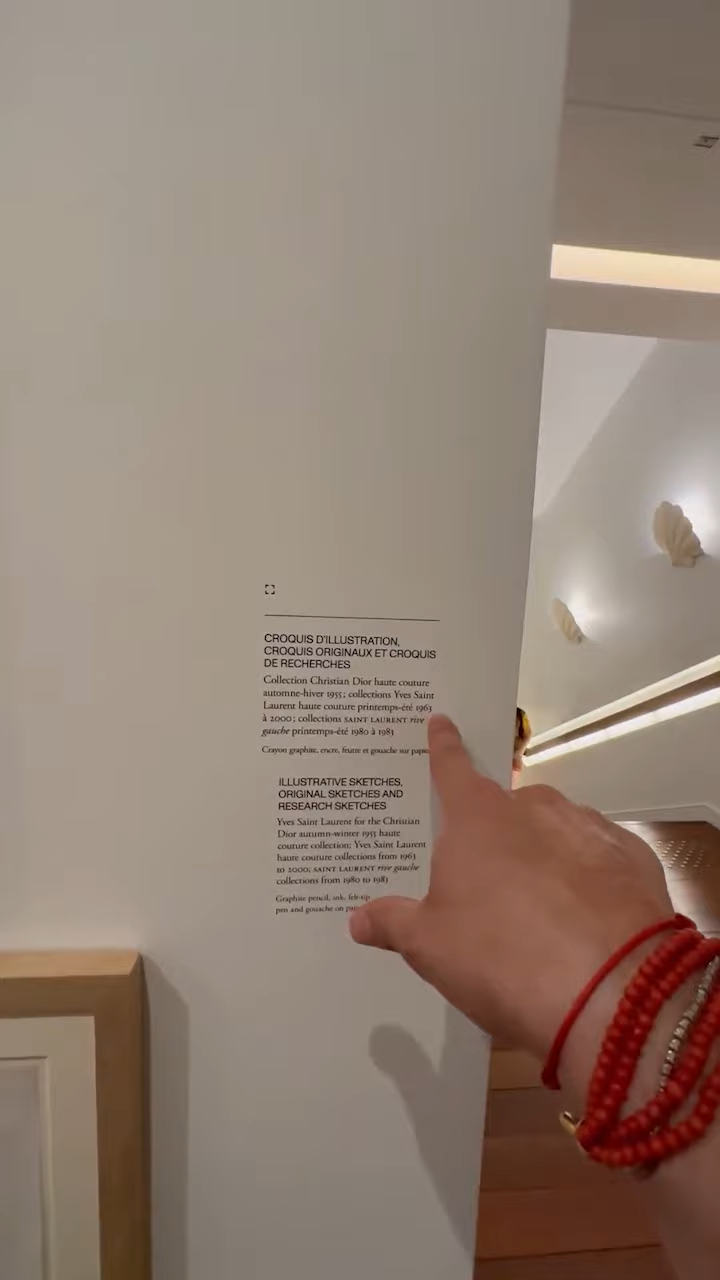 CROQUIS D'ILLUSTRATION,
CROQUIS ORIGINAUX ET CROQUIS
DE RECHERCHES
Collection Christian Dior haute couture
automne-hiver 1955; collections Yves Saint
Laurent haute couture printemps-été 1963
à 2000; collections SAINT LAURENT rive
gauche printemps-été 1980 à 1983
Crayon graphite, encre, feutre et gouache sur papier
ILLUSTRATIVE SKETCHES,
ORIGINAL SKETCHES AND
RESEARCH SKETCHES
Yves Saint Laurent for the Christian
Dior autumn-winter 1955 haute
couture collection; Yves Saint Laurent
haute couture collections from 1963
to 2000; SAINT LAURENT rive gauche
collections from 1980 to 1983
Graphite pencil, ink, felt-tip
pen and gouache on